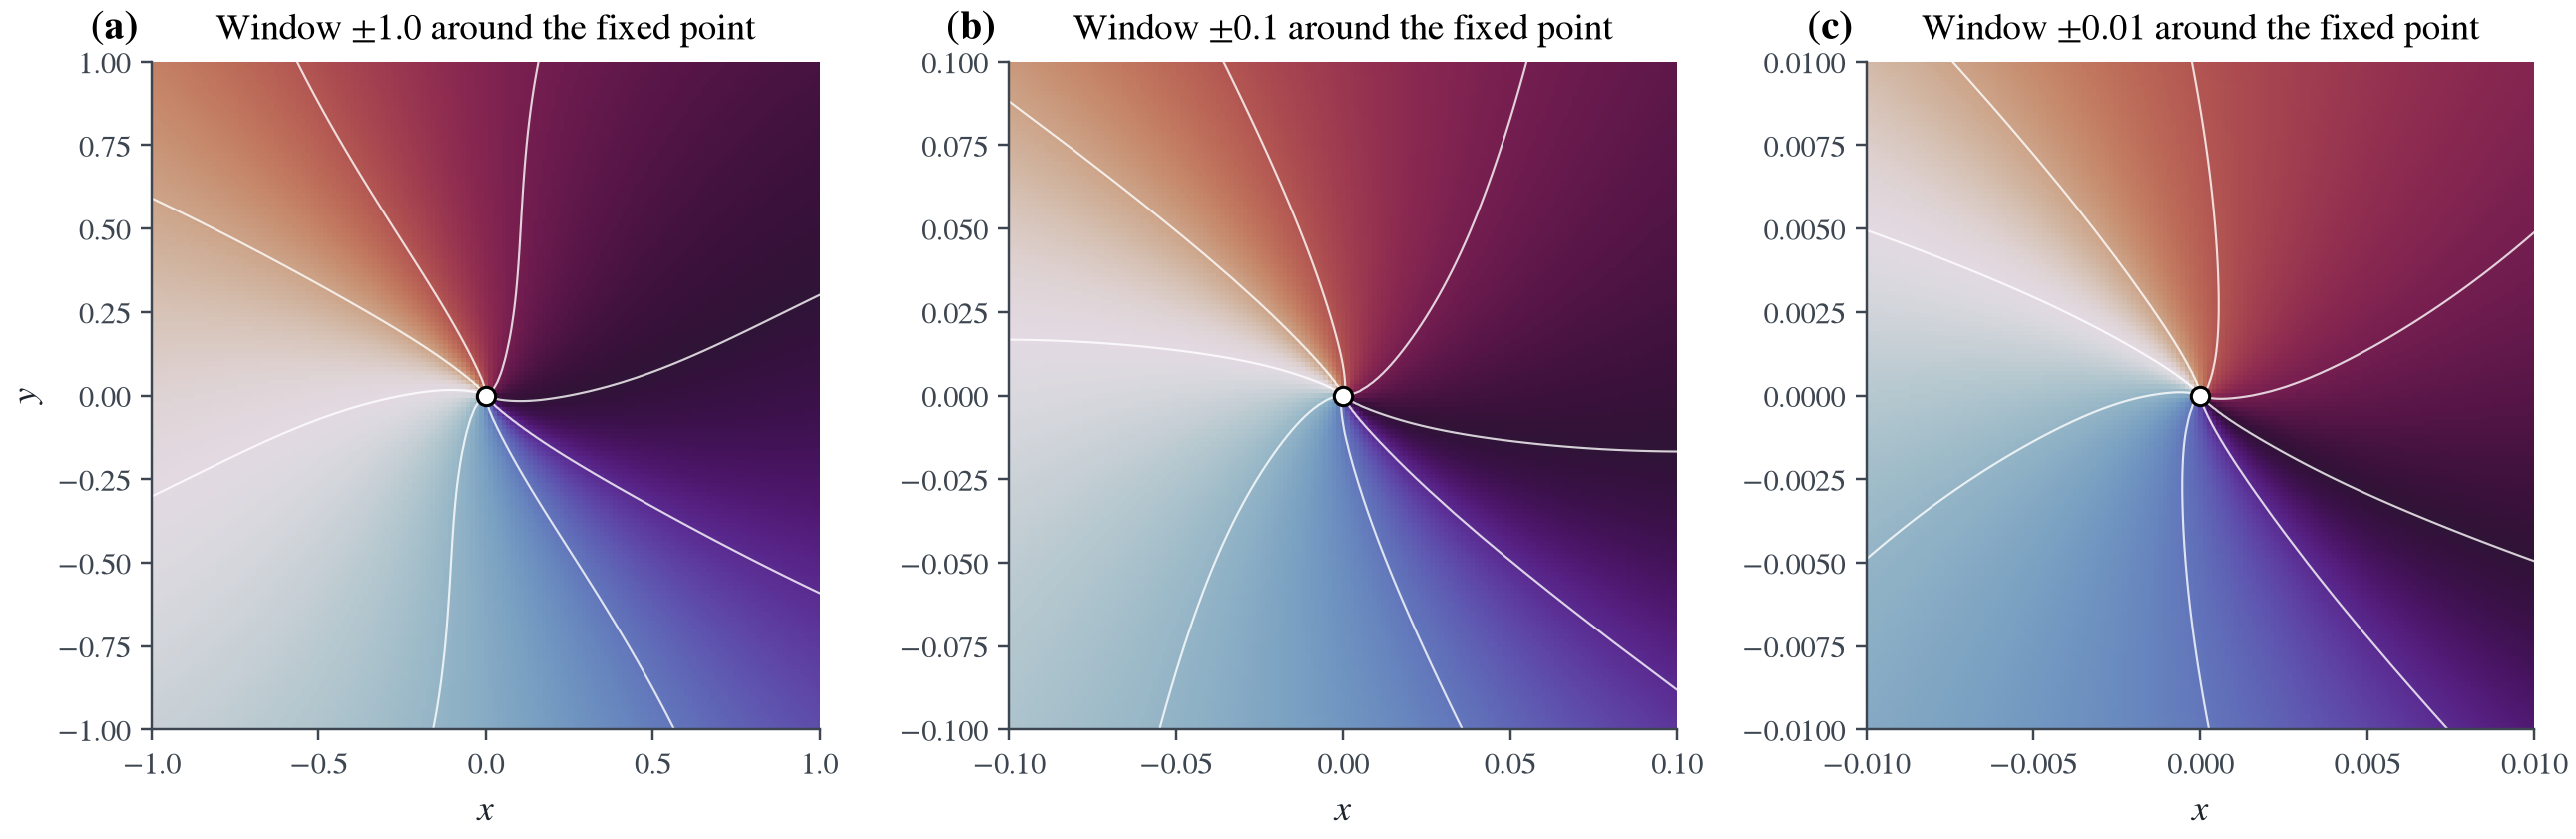 (a) Window ±1.0 around the fixed point
1.00
0.75
0.50
0.25
0.00
−0.25
−0.50
−0.75
−1.00
y
−1.0 −0.5 0.0 0.5 1.0
x
(b) Window ±0.1 around the fixed point
0.100
0.075
0.050
0.025
0.000
−0.025
−0.050
−0.075
−0.100
−0.10 −0.05 0.00 0.05 0.10
x
(c) Window ±0.01 around the fixed point
0.0100
0.0075
0.0050
0.0025
0.0000
−0.0025
−0.0050
−0.0075
−0.0100
−0.010 −0.005 0.000 0.005 0.010
x